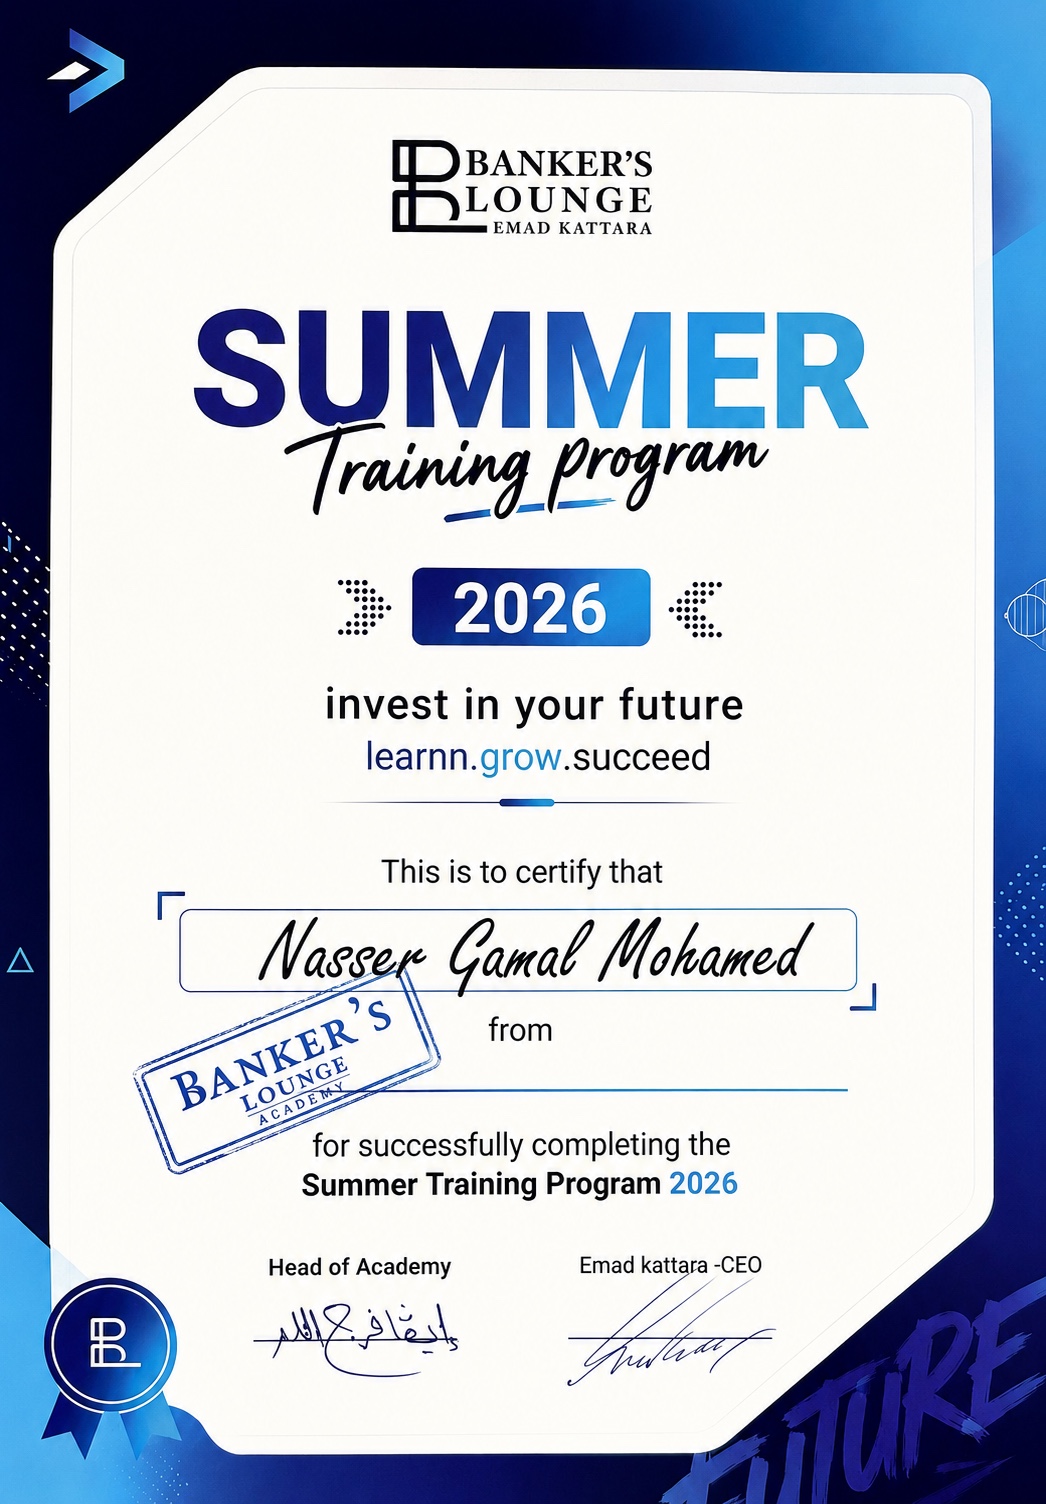 BANKER'S
LOUNGE
EMAD KATTARA
SUMMER
Training program
2026
invest in your future
learnn.grow.succeed
This is to certify that
Nasser Gamal Mohamed
from
BANKER'S
LOUNGE
ACADEMY
for successfully completing the
Summer Training Program 2026
Head of Academy
Emad kattara -CEO
FUTURE